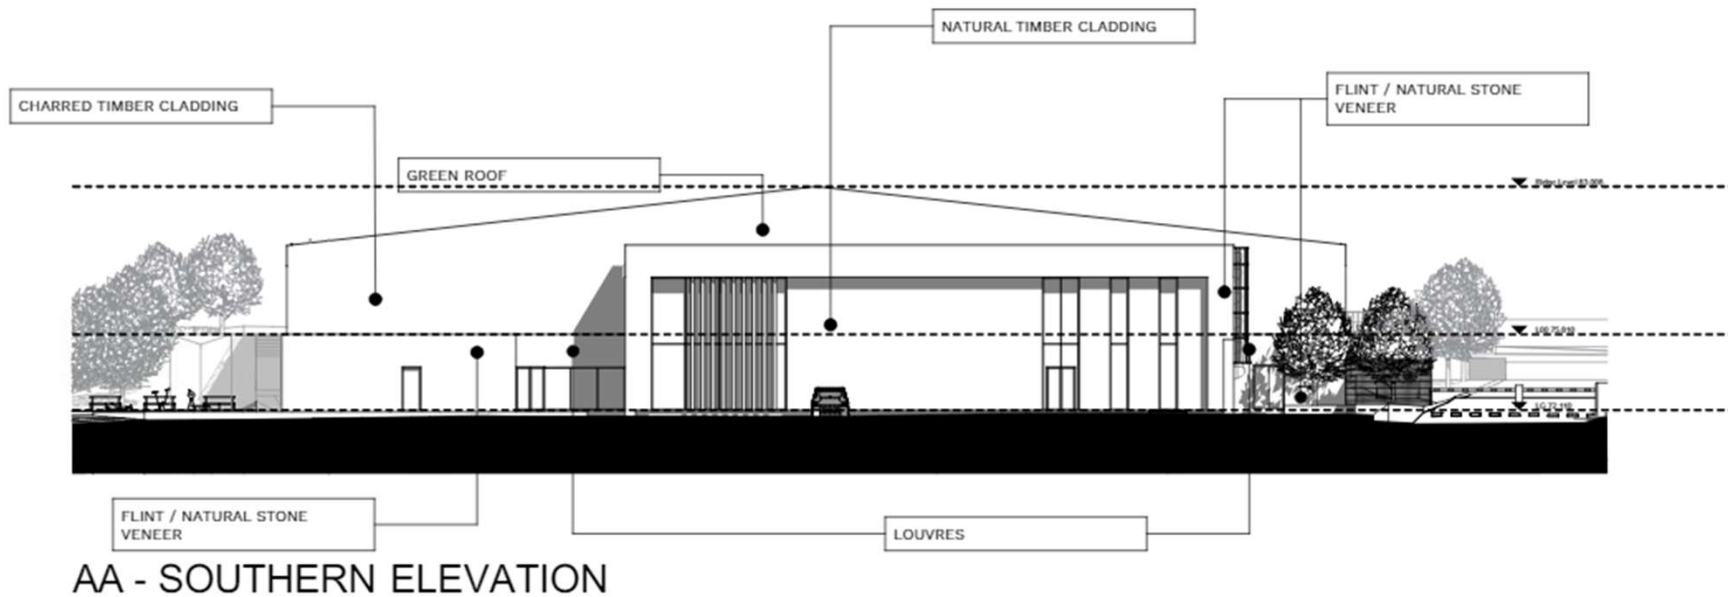 NATURAL TIMBER CLADDING
FLINT / NATURAL STONE
VENEER
CHARRED TIMBER CLADDING
GREEN ROOF
FLINT / NATURAL STONE
VENEER
LOUVRES
AA - SOUTHERN ELEVATION